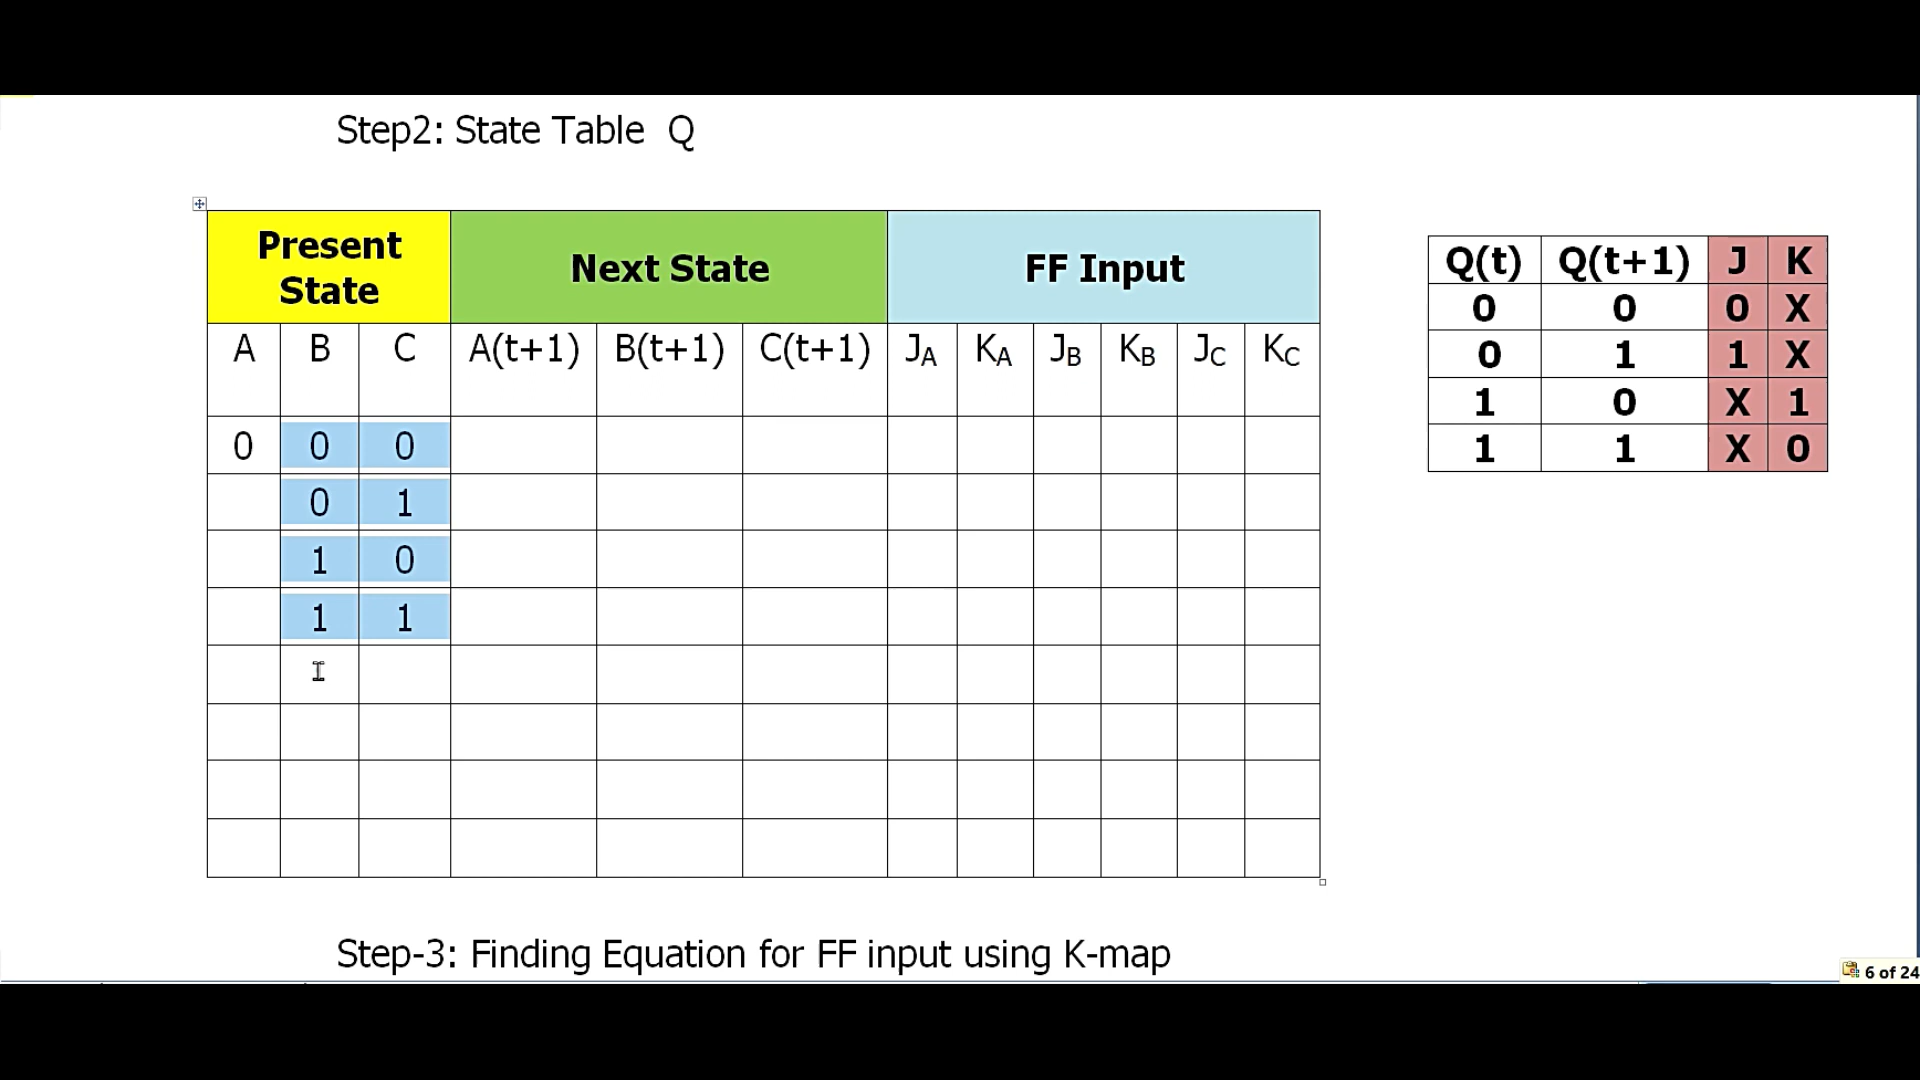 Step2: State Table Q
Present State Next State FF Input
A B C A(t+1) B(t+1) C(t+1) JA KA JB KB JC KC
0 0 0
0 1
1 0
1 1
Q(t) Q(t+1) J K
0 0 0 X
0 1 1 X
1 0 X 1
1 1 X 0
Step-3: Finding Equation for FF input using K-map
6 of 24